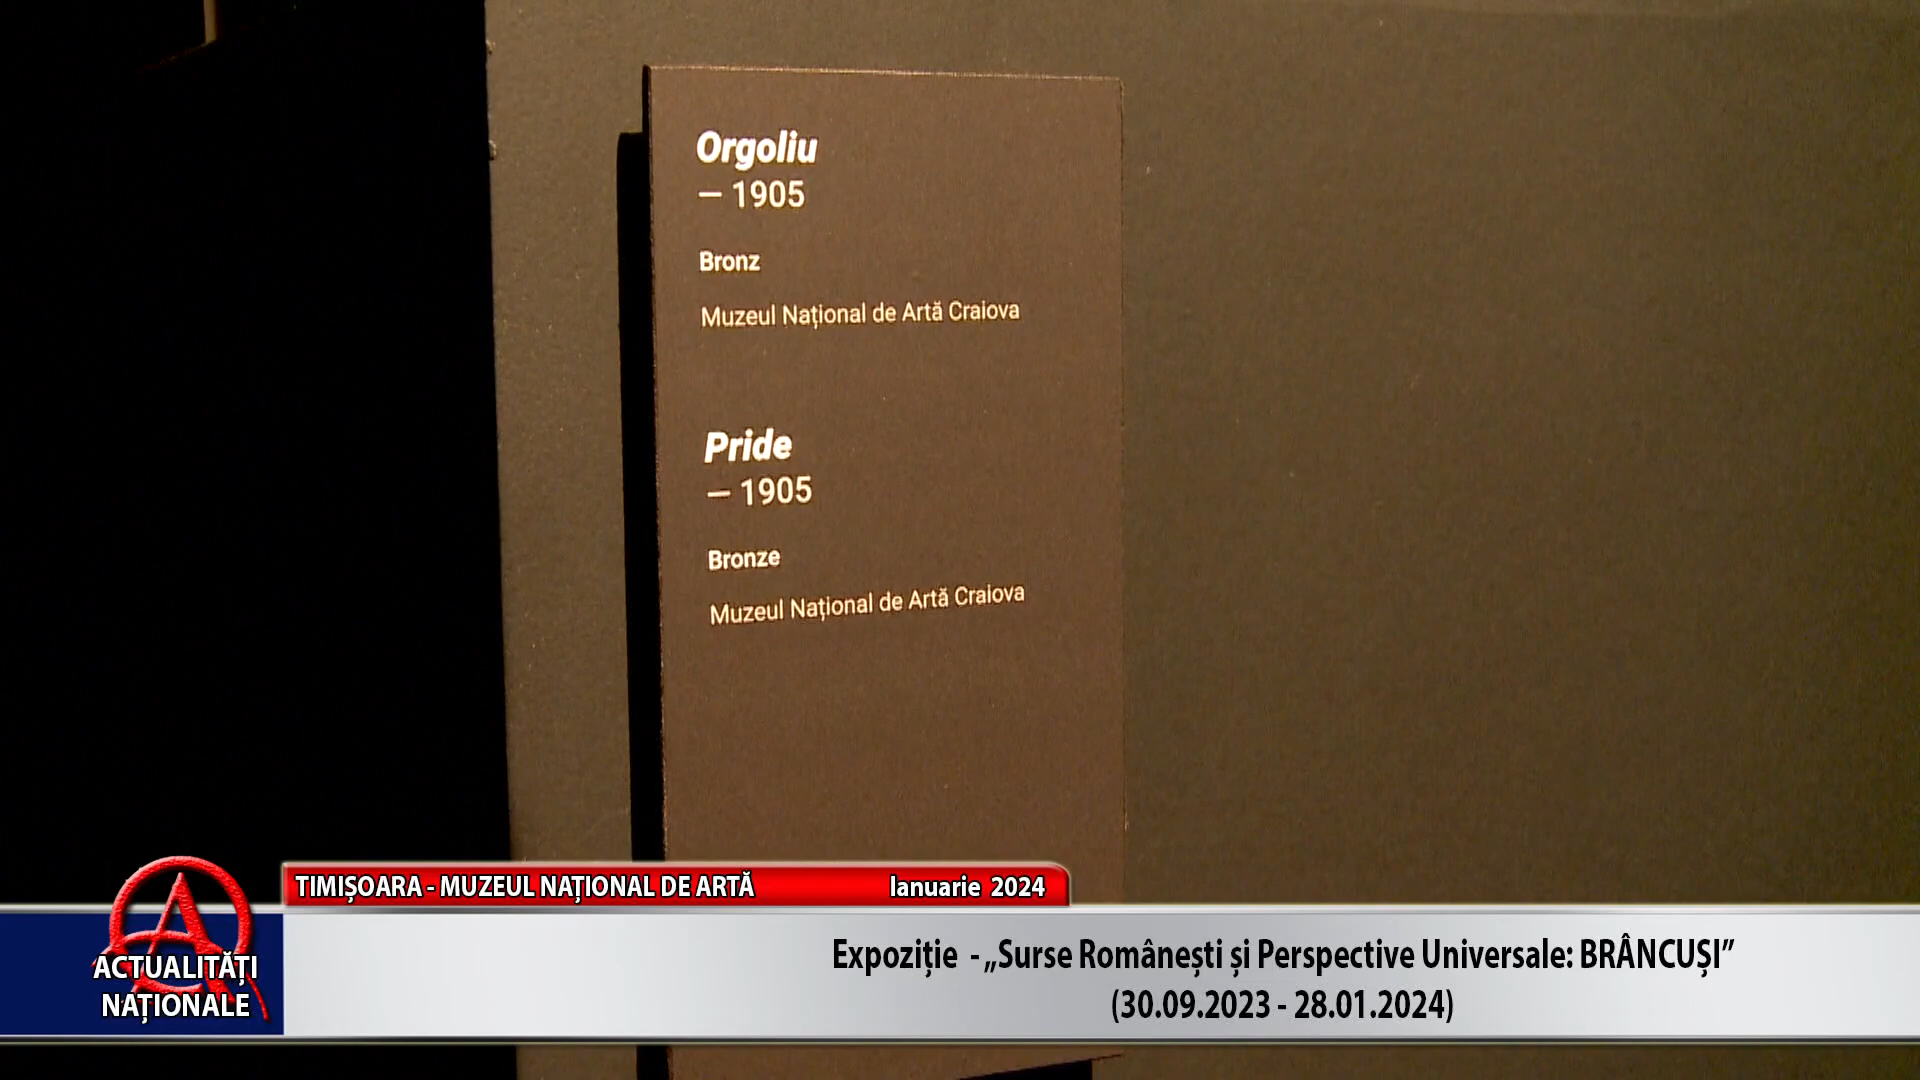 Orgoliu
— 1905
Bronz
Muzeul Național de Artă Craiova
Pride
— 1905
Bronze
Muzeul Național de Artă Craiova
TIMIȘOARA - MUZEUL NAȚIONAL DE ARTĂ
Ianuarie 2024
ACTUALITĂȚI
NAȚIONALE
Expoziție - „Surse Românești și Perspective Universale: BRÂNCUȘI”
(30.09.2023 - 28.01.2024)